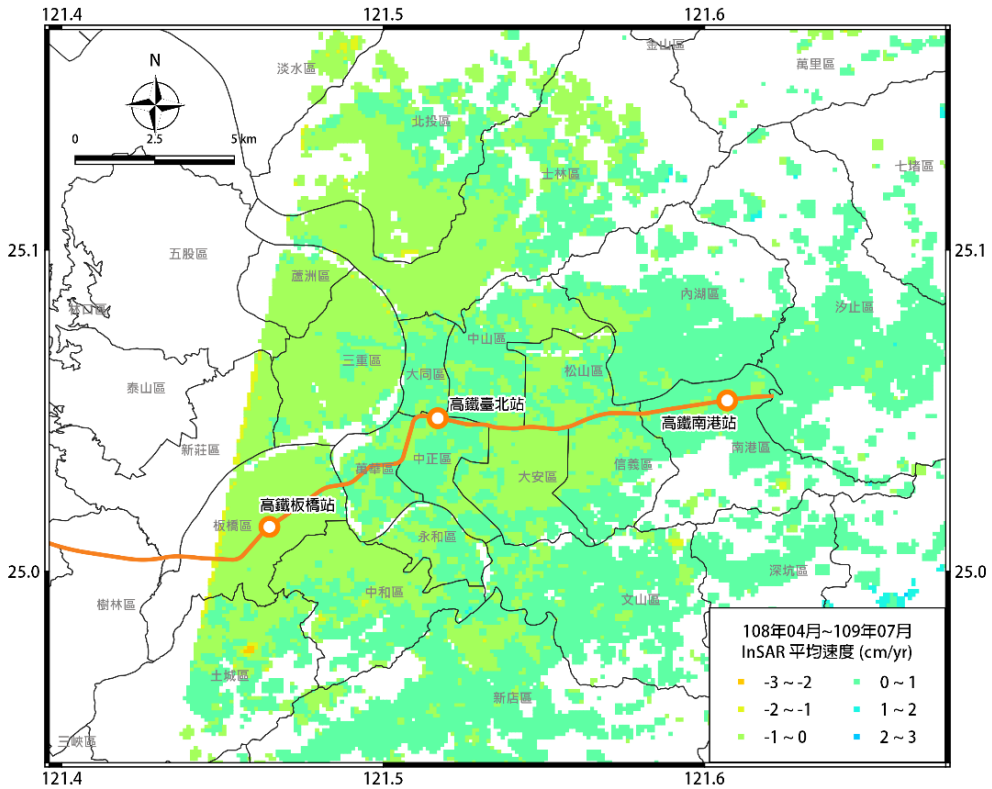 121.4
121.5
121.6
金山區
萬里區
淡水區
N
北投區
0
2.5
5 km
士林區
七堵區
25.1
25.1
五股區
蘆洲區
內湖區
林口區
汐止區
中山區
三重區
大同區
松山區
泰山區
高鐵臺北站
高鐵南港站
新莊區
萬華區
中正區
南港區
信義區
大安區
高鐵板橋站
板橋區
永和區
25.0
25.0
深坑區
樹林區
中和區
文山區
土城區
新店區
三峽區
108年04月~109年07月
InSAR 平均速度 (cm/yr)
-3 ~ -2
0 ~ 1
-2 ~ -1
1 ~ 2
-1 ~ 0
2 ~ 3
121.4
121.5
121.6